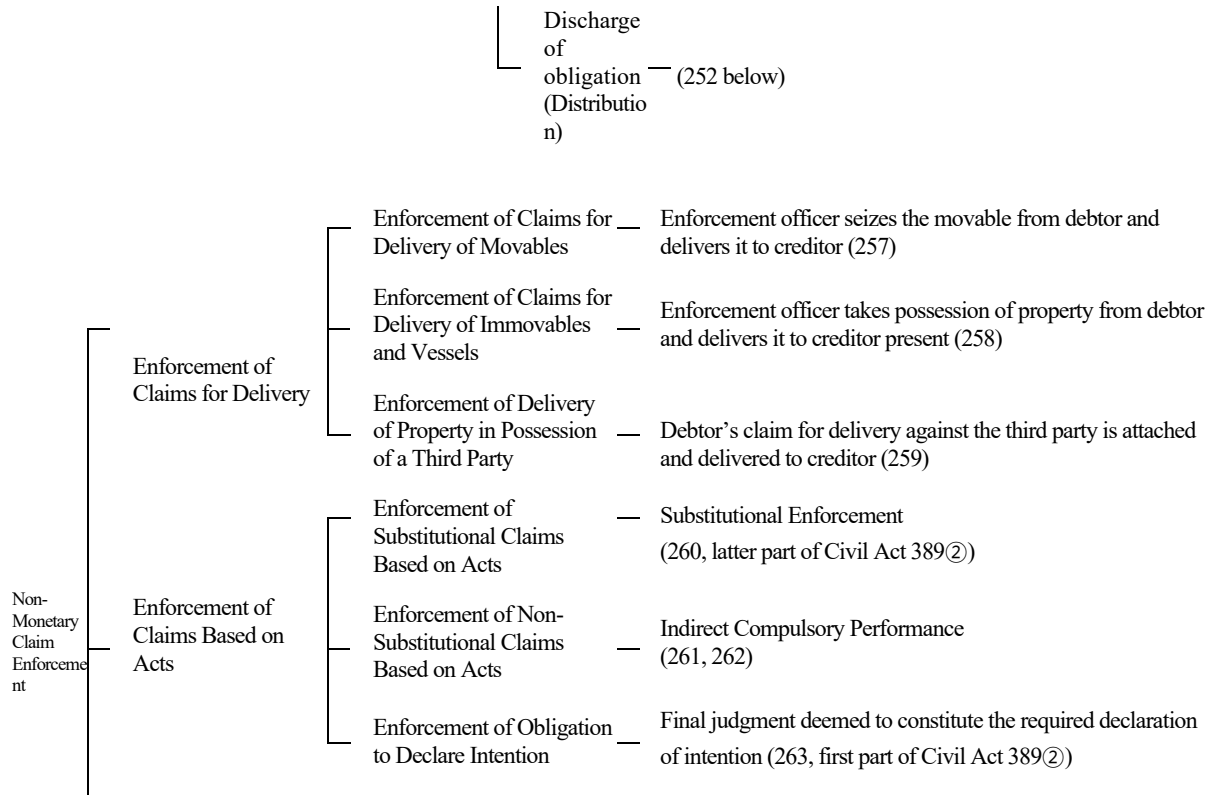 Discharge
of
obligation
(Distributio
n)
(252 below)
Enforcement of Claims for
Delivery of Movables
Enforcement officer seizes the movable from debtor and
delivers it to creditor (257)
Enforcement of Claims for
Delivery of Immovables
and Vessels
Enforcement officer takes possession of property from debtor
and delivers it to creditor present (258)
Enforcement of
Claims for Delivery
Enforcement of Delivery
of Property in Possession
of a Third Party
Debtor’s claim for delivery against the third party is attached
and delivered to creditor (259)
Enforcement of
Substitutional Claims
Based on Acts
Substitutional Enforcement
(260, latter part of Civil Act 389②)
Non-
Monetary
Claim
Enforceme
nt
Enforcement of
Claims Based on
Acts
Enforcement of Non-
Substitutional Claims
Based on Acts
Indirect Compulsory Performance
(261, 262)
Enforcement of Obligation
to Declare Intention
Final judgment deemed to constitute the required declaration
of intention (263, first part of Civil Act 389②)